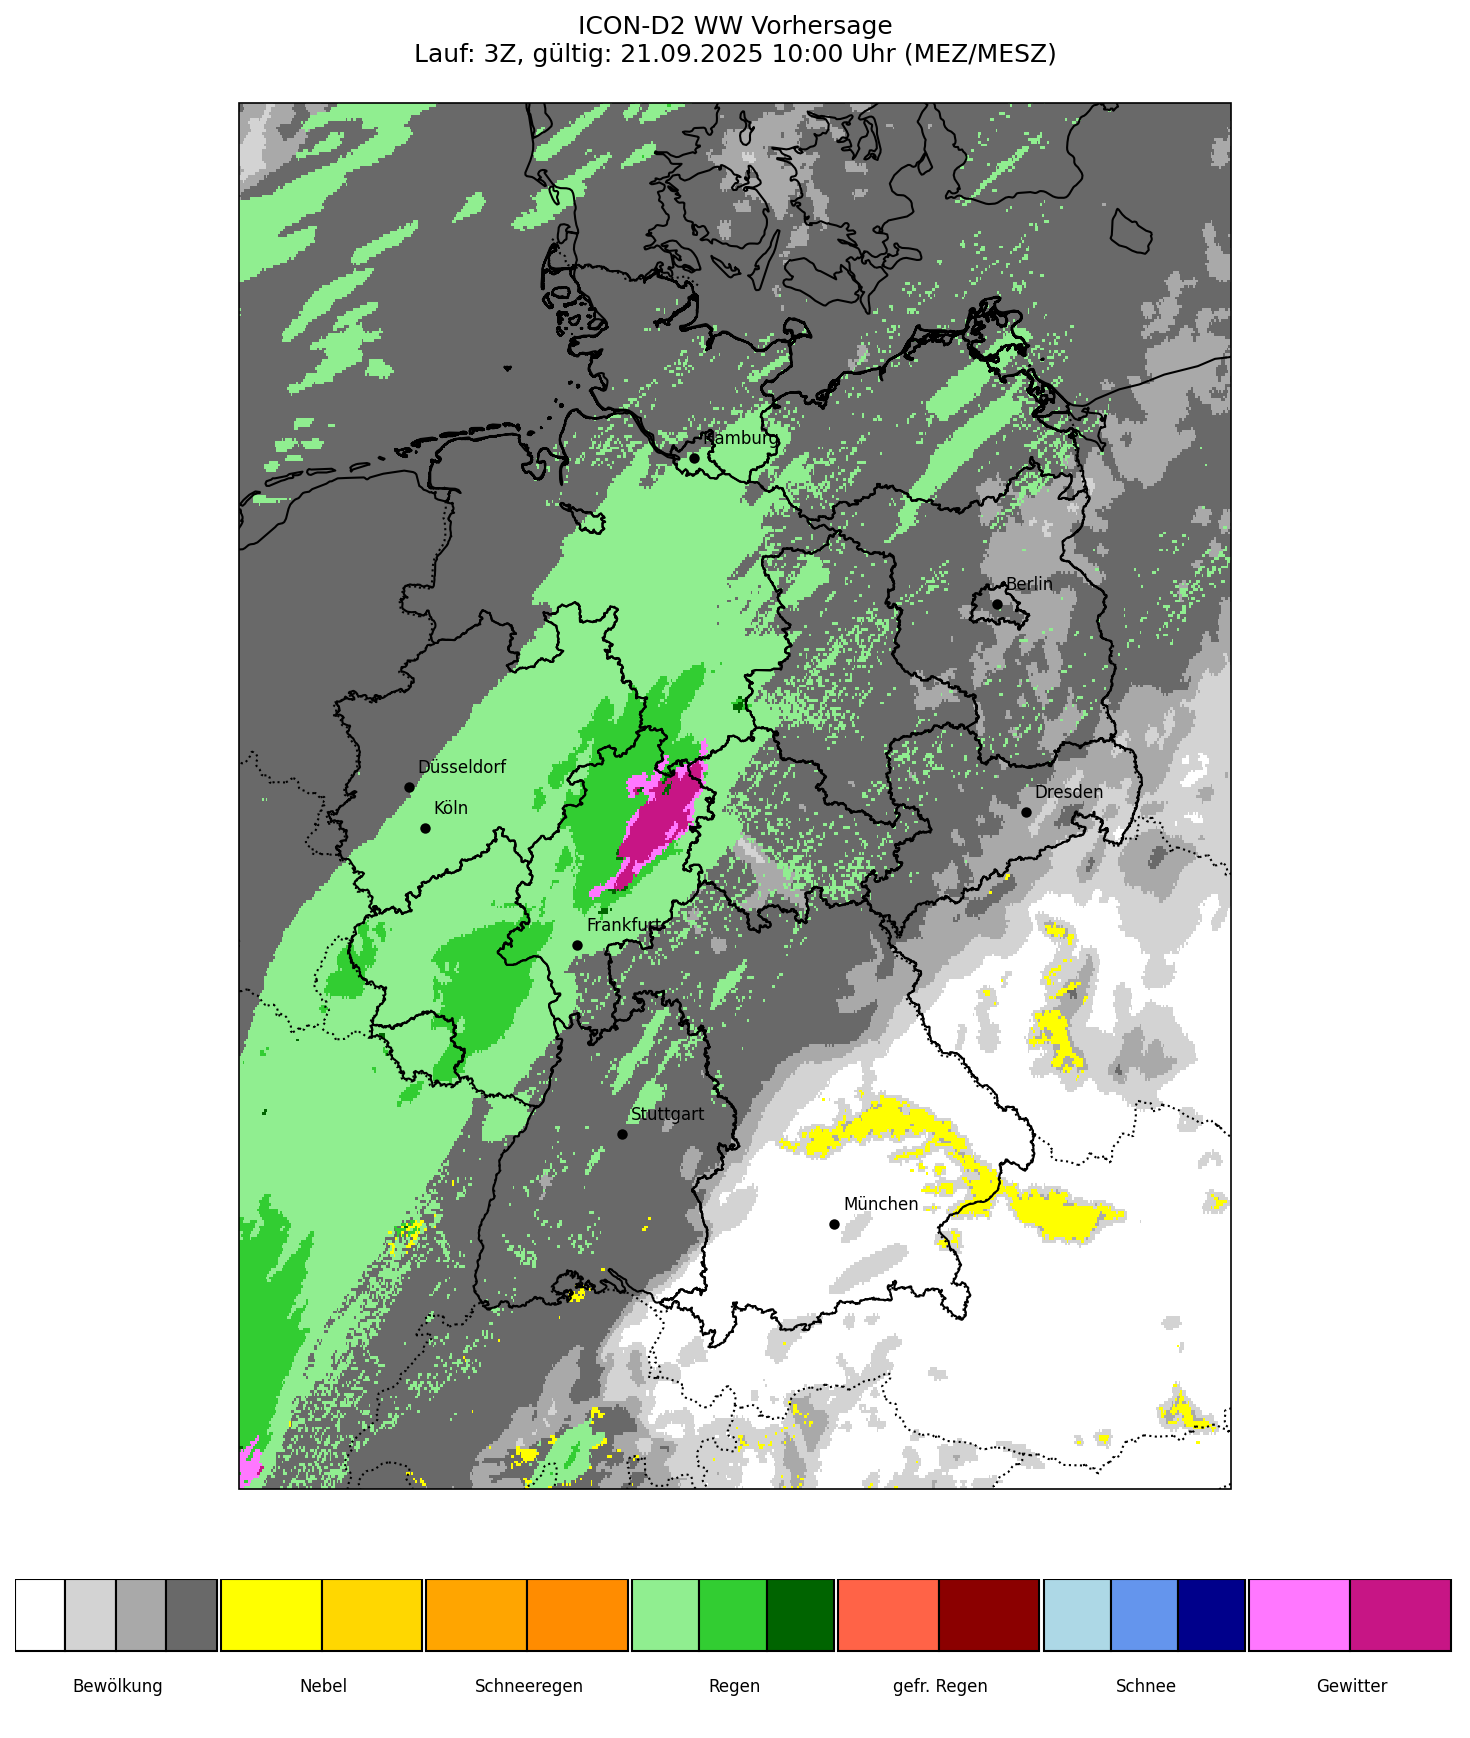 ICON-D2 WW Vorhersage
Lauf: 3Z, gültig: 21.09.2025 10:00 Uhr (MEZ/MESZ)
Hamburg
Berlin
Düsseldorf
Köln
Dresden
Frankfurt
Stuttgart
München
Bewölkung
Nebel
Schneeregen
Regen
gefr. Regen
Schnee
Gewitter